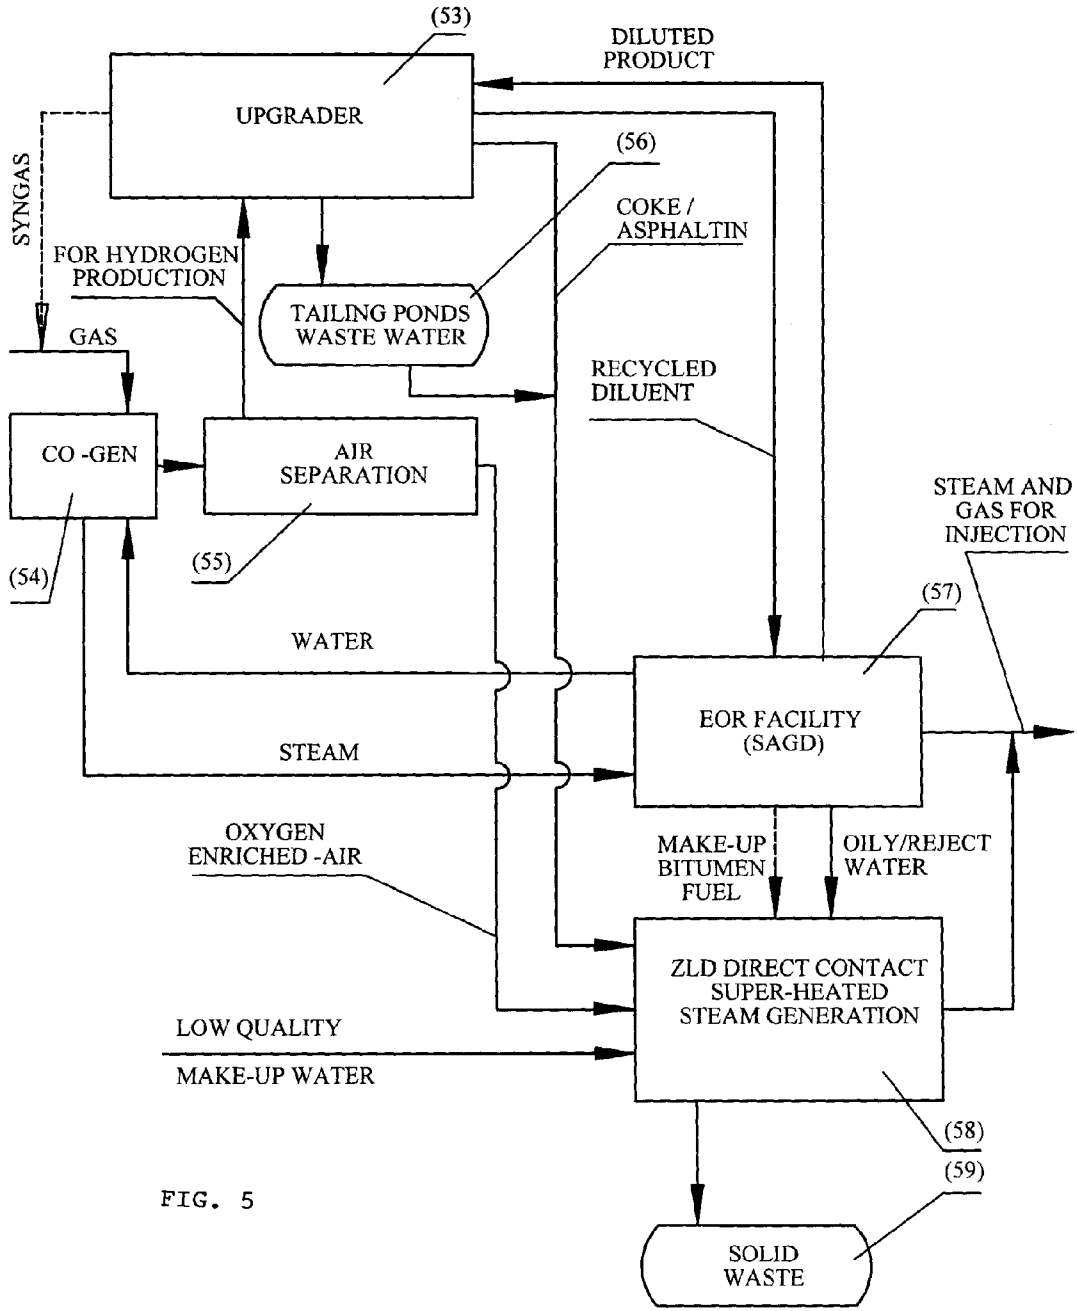 (53)
DILUTED
PRODUCT
UPGRADER
(56)
SYNGAS
COKE /
ASPHALTIN
FOR HYDROGEN
PRODUCTION
TAILING PONDS
WASTE WATER
GAS
RECYCLED
DILUENT
CO -GEN
AIR
SEPARATION
STEAM AND
GAS FOR
INJECTION
(54)
(55)
(57)
WATER
EOR FACILITY
(SAGD)
STEAM
OXYGEN
ENRICHED -AIR
MAKE-UP
BITUMEN
FUEL
OILY/REJECT
WATER
ZLD DIRECT CONTACT
SUPER-HEATED
STEAM GENERATION
LOW QUALITY
MAKE-UP WATER
(58)
(59)
FIG. 5
SOLID
WASTE